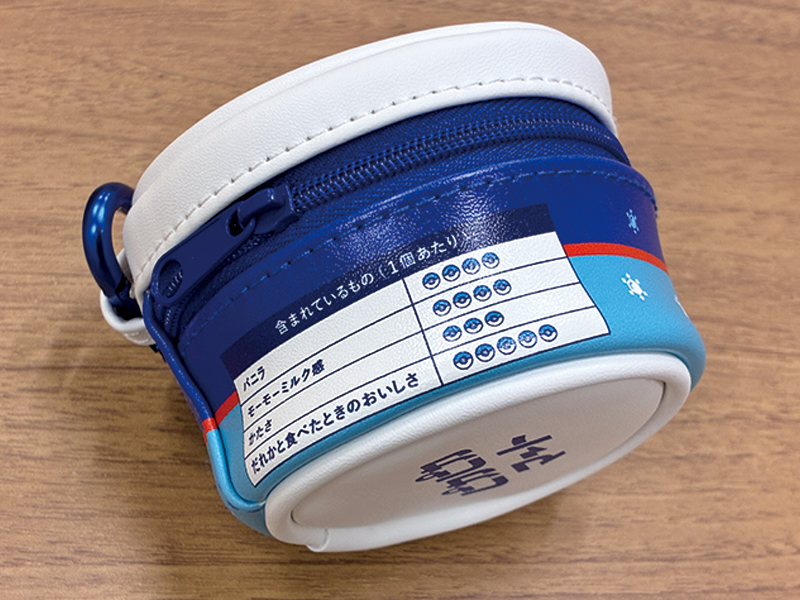 含まれているもの(1個あたり)
バニラ
モーモーミルク感
かたさ
だれかと食べたときのおいしさ